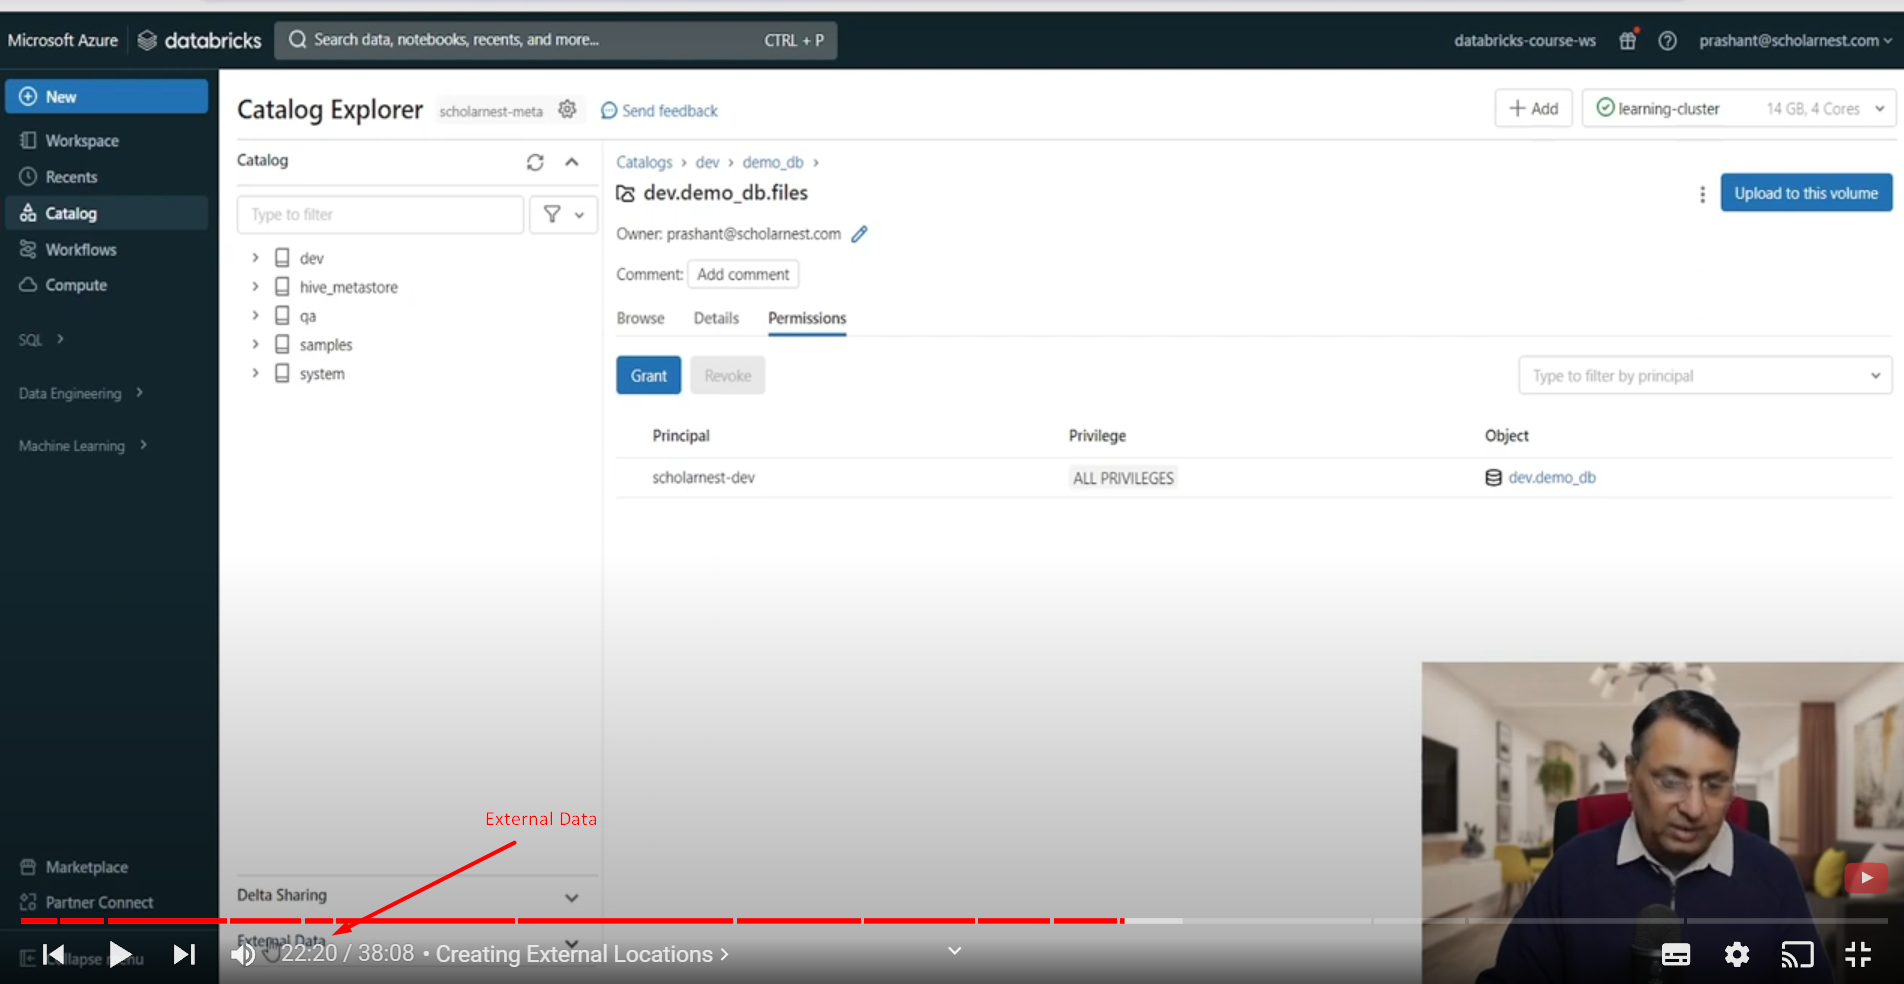 Microsoft Azure databricks Search data, notebooks, recents, and more... CTRL + P databricks-course-ws prashant@scholarnest.com
New
Workspace
Recents
Catalog
Workflows
Compute
SQL
Data Engineering
Machine Learning
Marketplace
Partner Connect
Collapse menu
Catalog Explorer scholarnest-meta Send feedback + Add learning-cluster 14 GB, 4 Cores
Catalog
Type to filter
dev
hive_metastore
qa
samples
system
Delta Sharing
External Data
Catalogs > dev > demo_db >
dev.demo_db.files
Upload to this volume
Owner: prashant@scholarnest.com
Comment: Add comment
Browse Details Permissions
Grant Revoke Type to filter by principal
Principal Privilege Object
scholarnest-dev ALL PRIVILEGES dev.demo_db
External Data
22:20 / 38:08 • Creating External Locations >